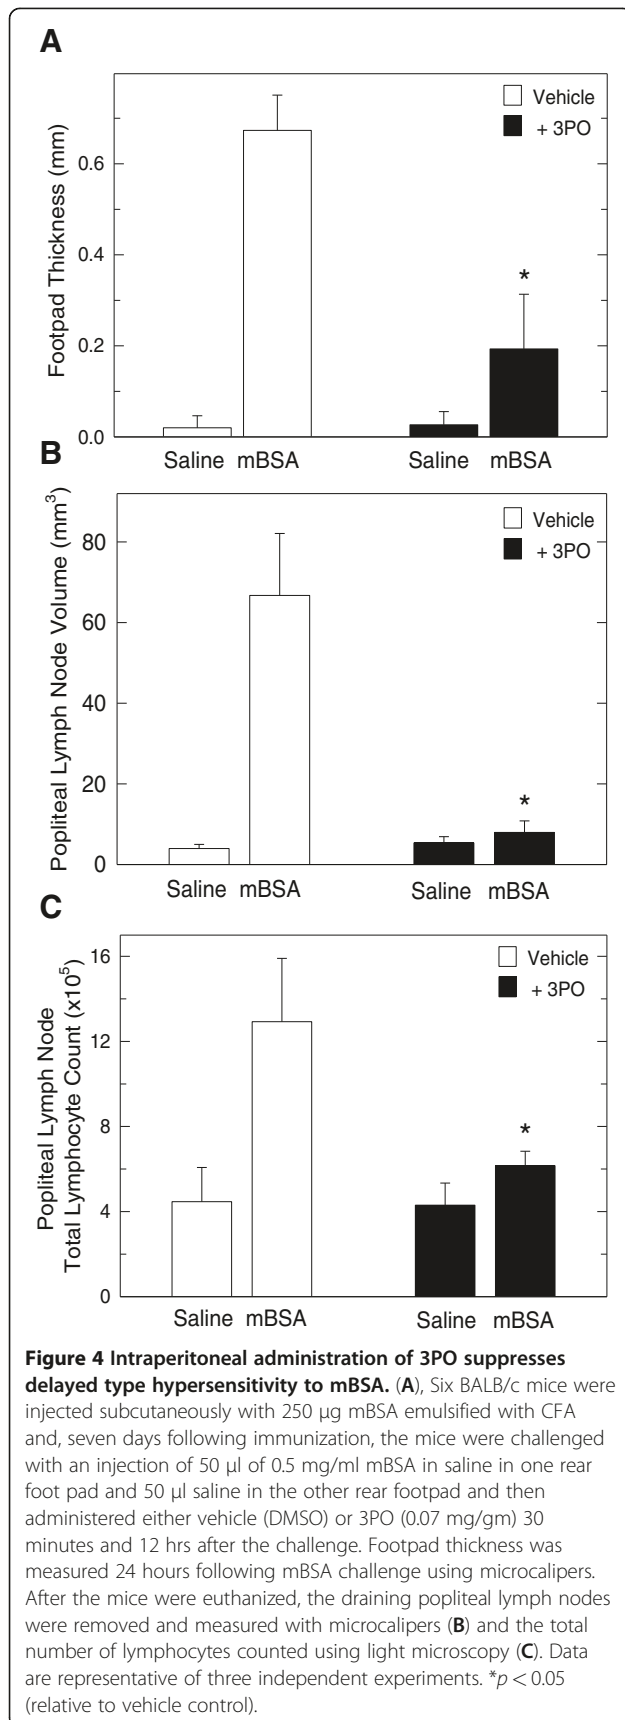 A
Footpad Thickness (mm)
0.6
0.4
0.2
0.0
Vehicle
+ 3PO
*
Saline mBSA
Saline mBSA
B
Popliteal Lymph Node Volume (mm³)
80
60
40
20
0
Vehicle
+ 3PO
*
Saline mBSA
Saline mBSA
C
Popliteal Lymph Node
Total Lymphocyte Count (x10⁵)
16
12
8
4
0
Vehicle
+ 3PO
*
Saline mBSA
Saline mBSA
Figure 4 Intraperitoneal administration of 3PO suppresses
delayed type hypersensitivity to mBSA. (A), Six BALB/c mice were
injected subcutaneously with 250 μg mBSA emulsified with CFA
and, seven days following immunization, the mice were challenged
with an injection of 50 μl of 0.5 mg/ml mBSA in saline in one rear
foot pad and 50 μl saline in the other rear footpad and then
administered either vehicle (DMSO) or 3PO (0.07 mg/gm) 30
minutes and 12 hrs after the challenge. Footpad thickness was
measured 24 hours following mBSA challenge using microcalipers.
After the mice were euthanized, the draining popliteal lymph nodes
were removed and measured with microcalipers (B) and the total
number of lymphocytes counted using light microscopy (C). Data
are representative of three independent experiments. *p < 0.05
(relative to vehicle control).